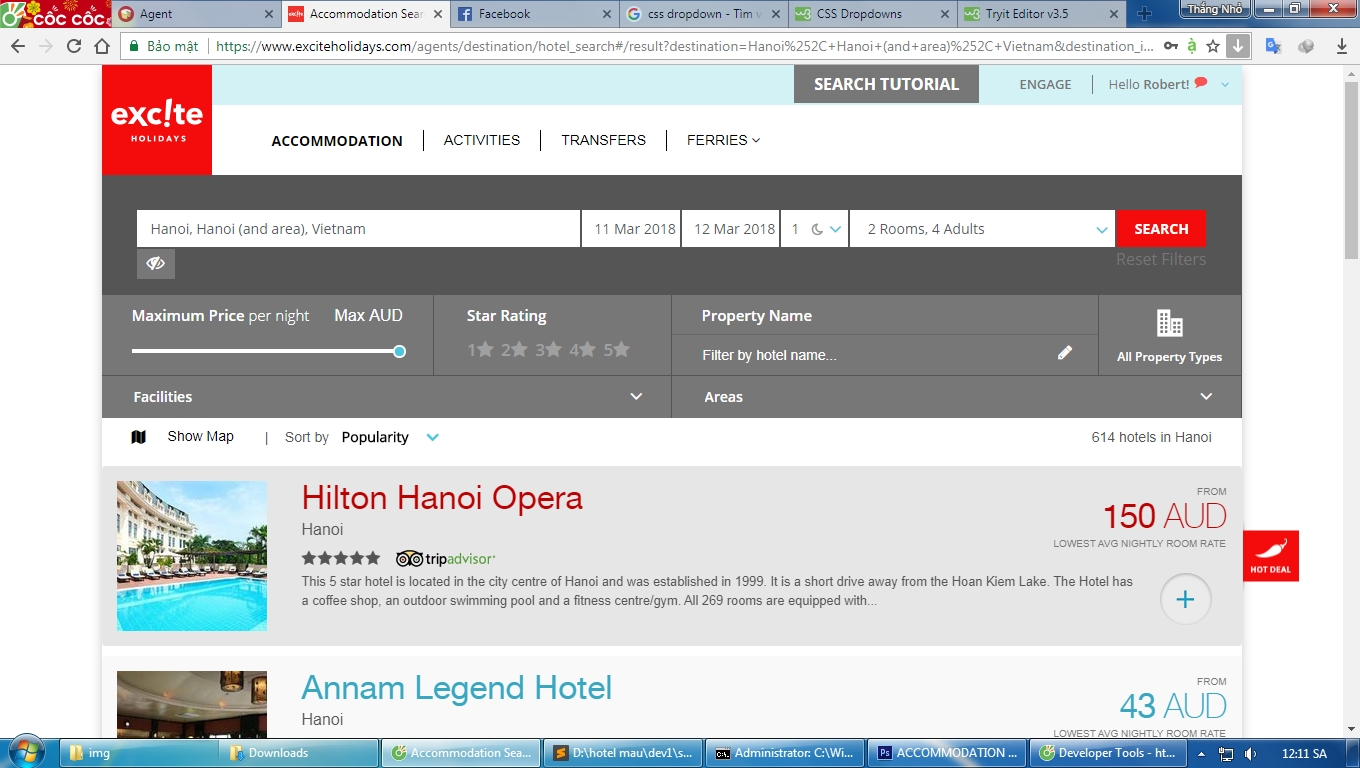 CỐC CỐC
Agent
Accommodation Sear
Facebook
css dropdown - Tìm v
CSS Dropdowns
Tryit Editor v3.5
Thắng Nhỏ
Bảo mật
https://www.exciteholidays.com/agents/destination/hotel_search#/result?destination=Hanoi%252C+Hanoi+(and+area)%252C+Vietnam&destination_i...
exc!te
HOLIDAYS
SEARCH TUTORIAL
ENGAGE
Hello Robert!
ACCOMMODATION
ACTIVITIES
TRANSFERS
FERRIES
Hanoi, Hanoi (and area), Vietnam
11 Mar 2018
12 Mar 2018
1
2 Rooms, 4 Adults
SEARCH
Reset Filters
Maximum Price per night
Max AUD
Star Rating
1 2 3 4 5
Property Name
Filter by hotel name...
All Property Types
Facilities
Areas
Show Map
|
Sort by
Popularity
614 hotels in Hanoi
Hilton Hanoi Opera
Hanoi
tripadvisor
This 5 star hotel is located in the city centre of Hanoi and was established in 1999. It is a short drive away from the Hoan Kiem Lake. The Hotel has
a coffee shop, an outdoor swimming pool and a fitness centre/gym. All 269 rooms are equipped with...
FROM
150 AUD
LOWEST AVG NIGHTLY ROOM RATE
+
HOT DEAL
Annam Legend Hotel
Hanoi
FROM
43 AUD
LOWEST AVG NIGHTLY ROOM RATE
img
Downloads
Accommodation Sea...
D:\hotel mau\dev1\s...
Administrator: C:\Wi...
ACCOMMODATION ...
Developer Tools - ht...
12:11 SA